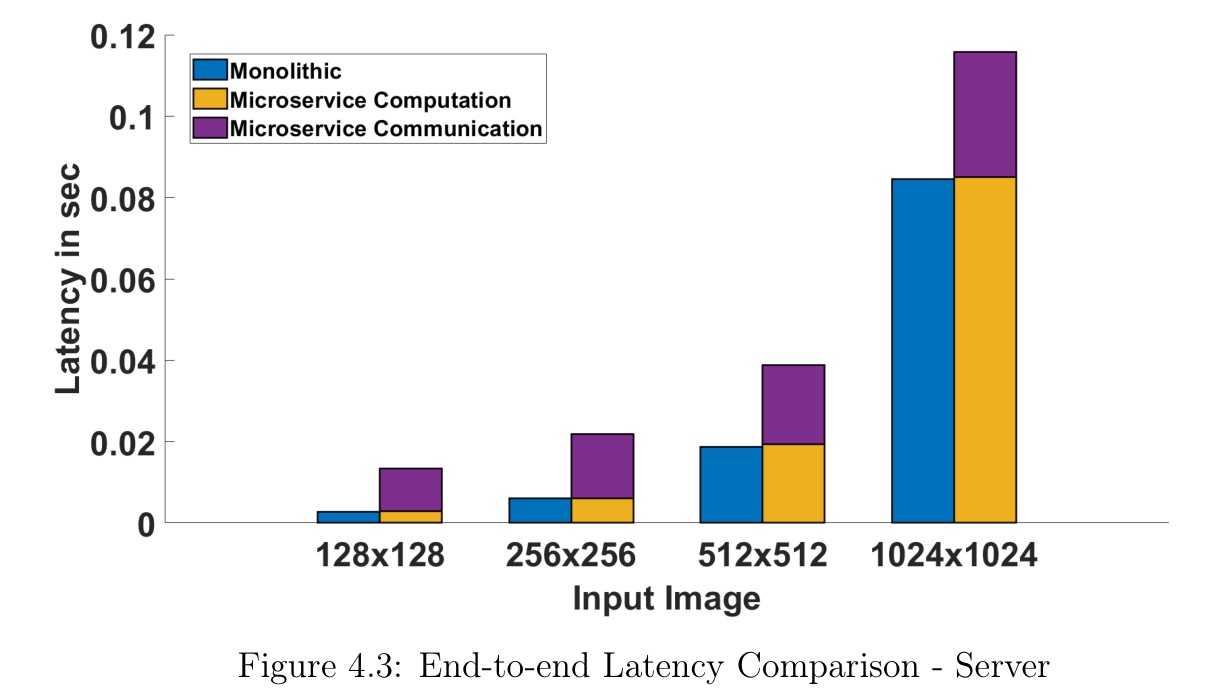 0.12
0.1
0.08
0.06
0.04
0.02
0
Latency in sec
Monolithic
Microservice Computation
Microservice Communication
128x128 256x256 512x512 1024x1024
Input Image
Figure 4.3: End-to-end Latency Comparison - Server